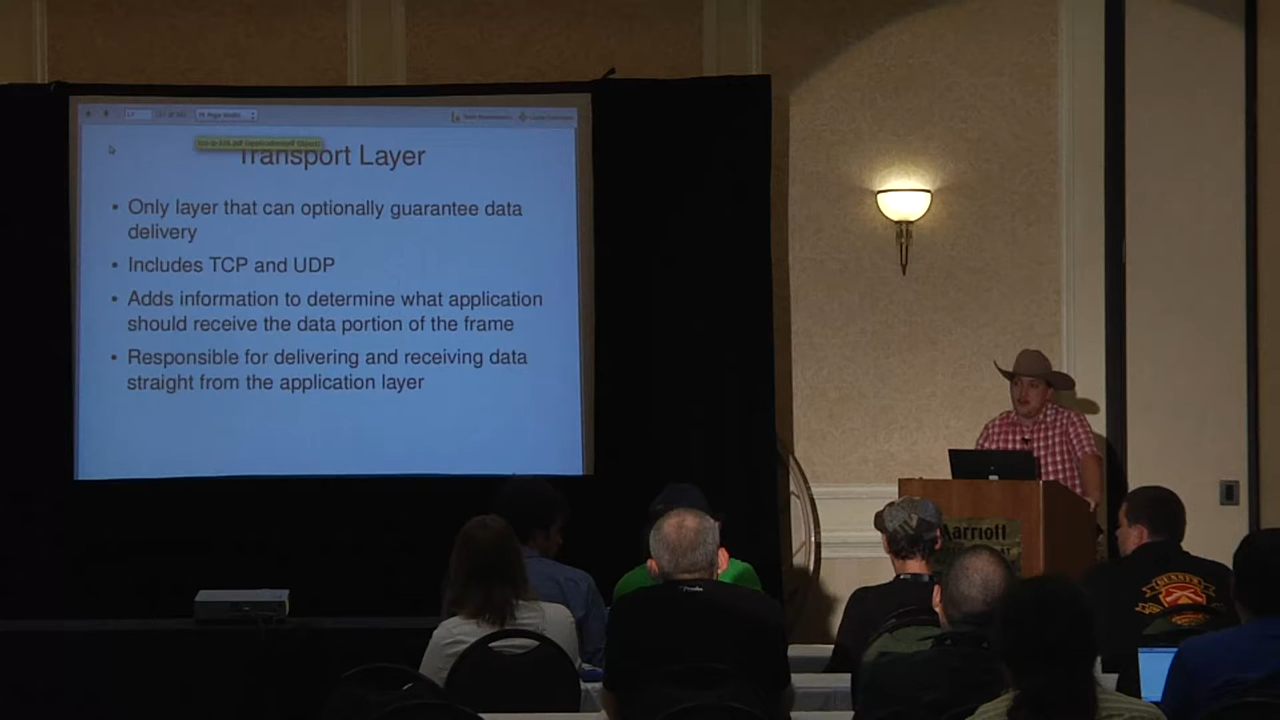 Transport Layer
• Only layer that can optionally guarantee data
delivery
• Includes TCP and UDP
• Adds information to determine what application
should receive the data portion of the frame
• Responsible for delivering and receiving data
straight from the application layer
Marriott